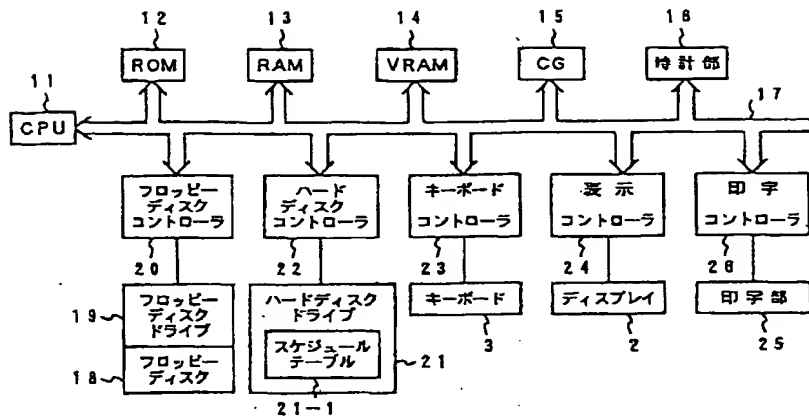 12 13 14 15 16
ROM RAM VRAM CG 時計部
11
17
CPU
フロッピー
ディスク
コントローラ
ハード
ディスク
コントローラ
キーボード
コントローラ
表示
コントローラ
印字
コントローラ
20 22 23 24 26
19
フロッピー
ディスク
ドライブ
ハードディスク
ドライブ
キーボード
ディスプレイ
印字部
スケジュール
テーブル
21
3 2 25
18
フロッピー
ディスク
21-1